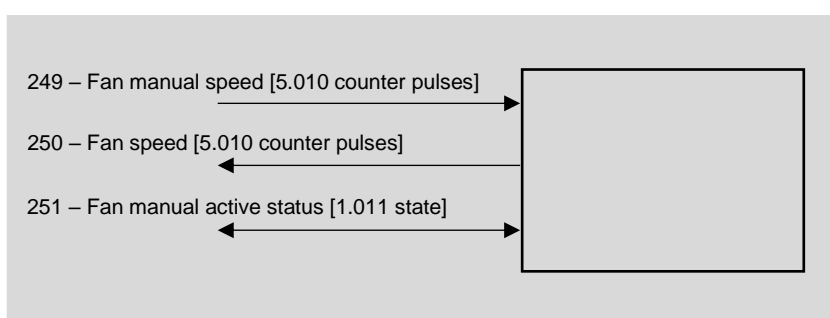 249 – Fan manual speed [5.010 counter pulses]
250 – Fan speed [5.010 counter pulses]
251 – Fan manual active status [1.011 state]